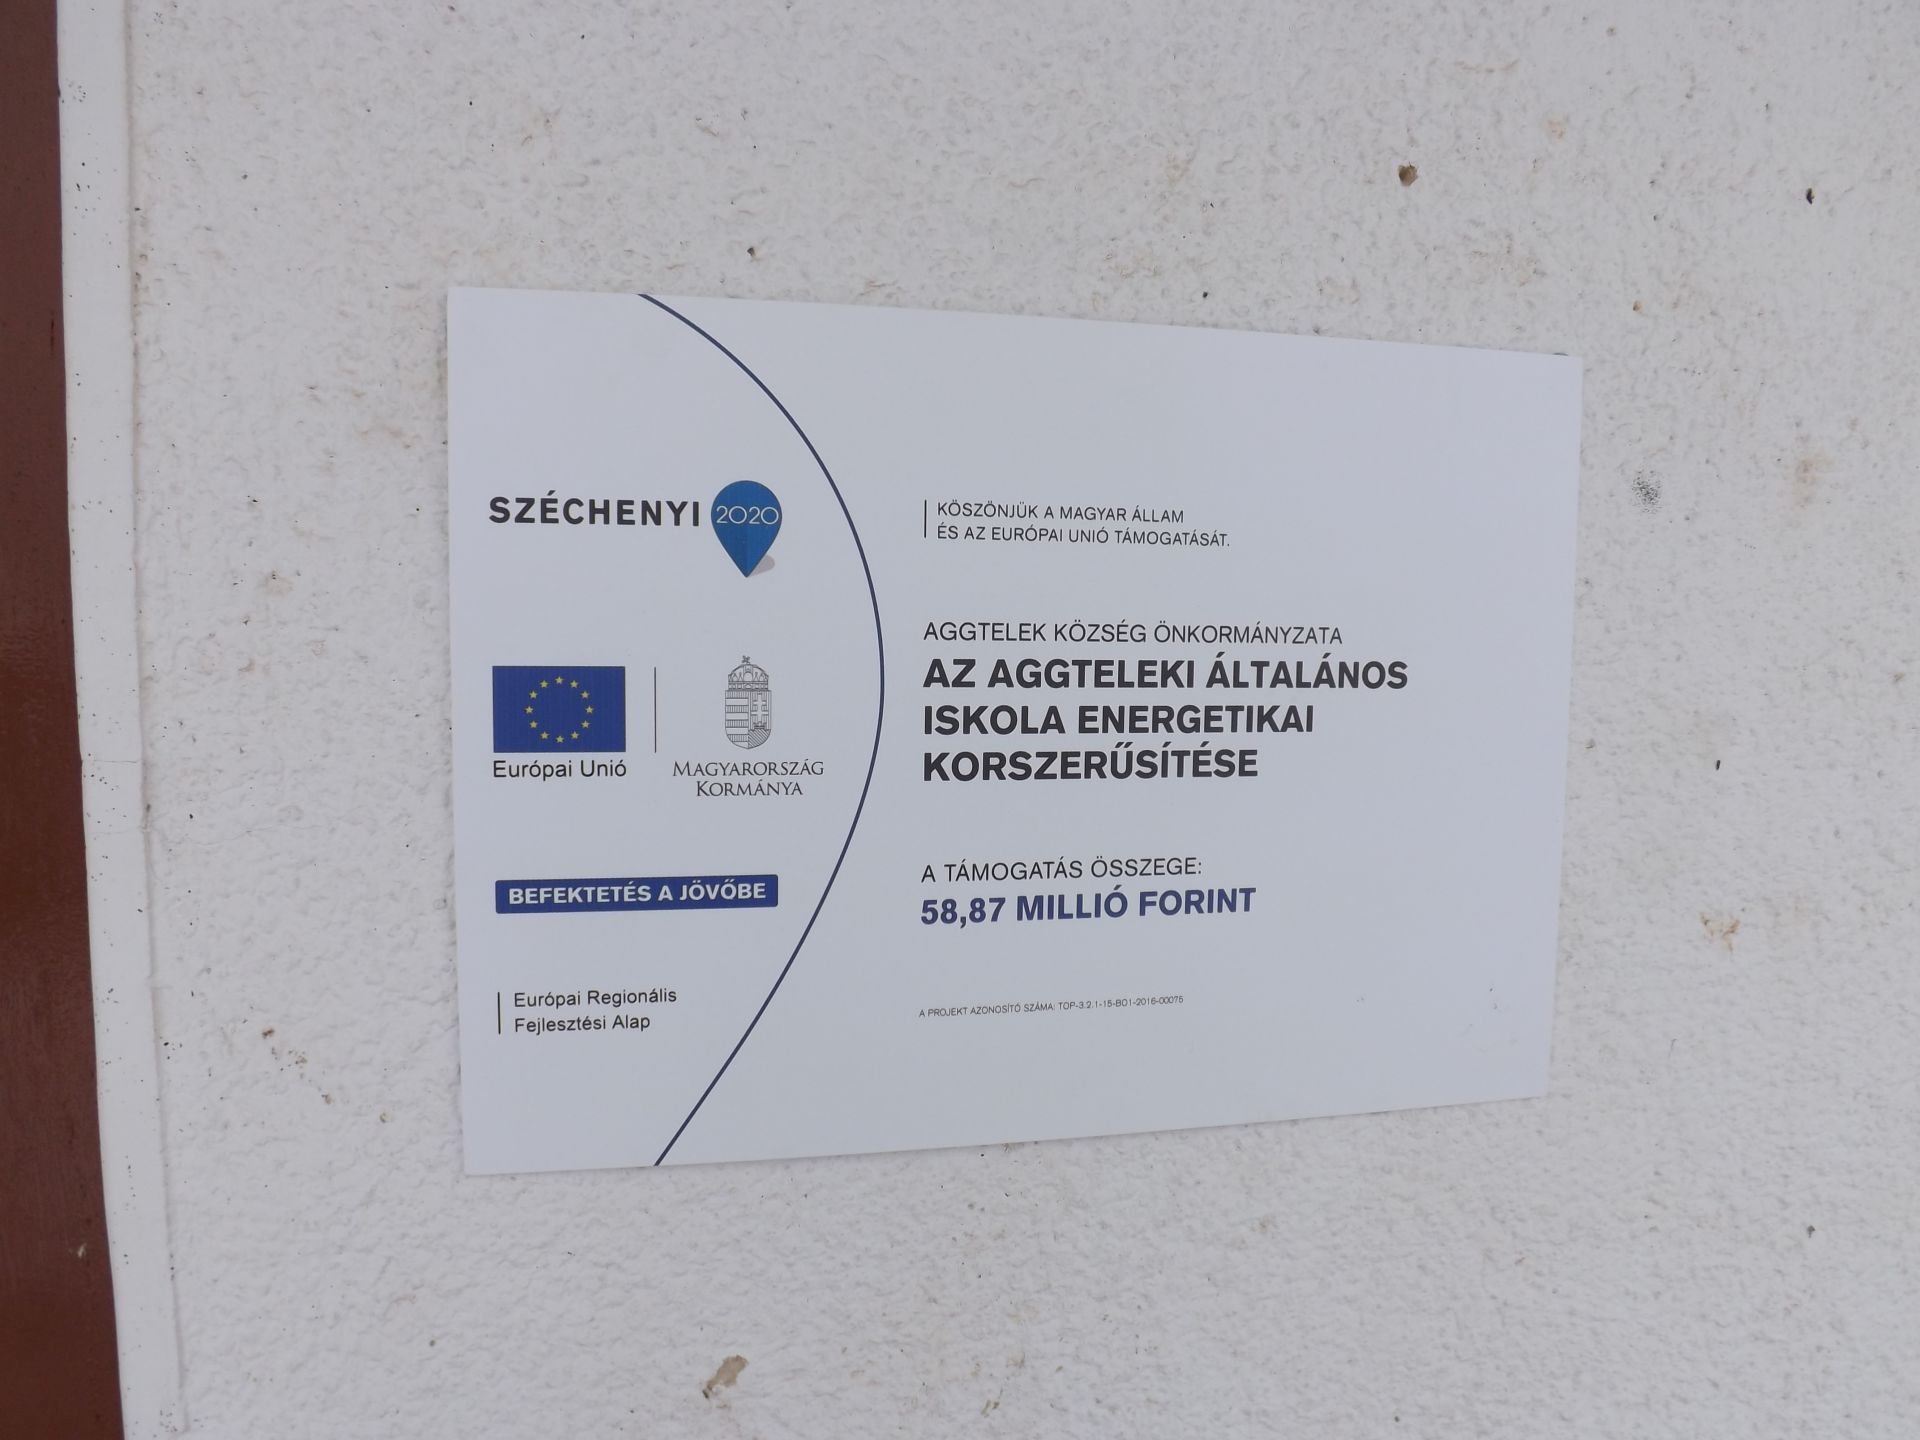 SZÉCHENYI 2020
Európai Unió
MAGYARORSZÁG
KORMÁNYA
BEFEKTETÉS A JÖVŐBE
Európai Regionális
Fejlesztési Alap
KÖSZÖNJÜK A MAGYAR ÁLLAM
ÉS AZ EURÓPAI UNIÓ TÁMOGATÁSÁT.
AGGTELEK KÖZSÉG ÖNKORMÁNYZATA
AZ AGGTELEKI ÁLTALÁNOS
ISKOLA ENERGETIKAI
KORSZERŰSÍTÉSE
A TÁMOGATÁS ÖSSZEGE:
58,87 MILLIÓ FORINT
A PROJEKT AZONOSÍTÓ SZÁMA: TOP-3.2.1-15-BO1-2016-00075